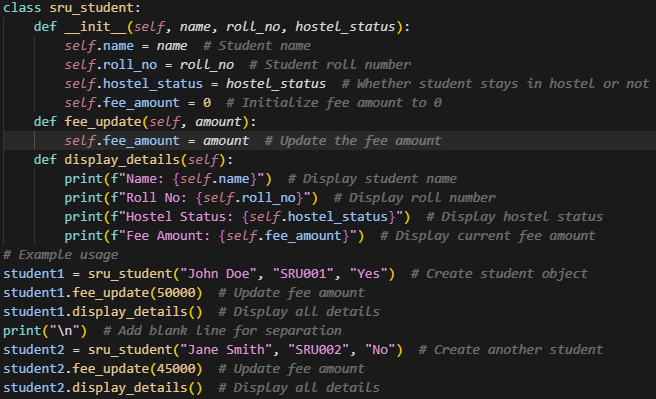 class sru_student:
    def __init__(self, name, roll_no, hostel_status):
        self.name = name  # Student name
        self.roll_no = roll_no  # Student roll number
        self.hostel_status = hostel_status  # Whether student stays in hostel or not
        self.fee_amount = 0  # Initialize fee amount to 0
    def fee_update(self, amount):
        self.fee_amount = amount  # Update the fee amount
    def display_details(self):
        print(f"Name: {self.name}")  # Display student name
        print(f"Roll No: {self.roll_no}")  # Display roll number
        print(f"Hostel Status: {self.hostel_status}")  # Display hostel status
        print(f"Fee Amount: {self.fee_amount}")  # Display current fee amount
# Example usage
student1 = sru_student("John Doe", "SRU001", "Yes")  # Create student object
student1.fee_update(50000)  # Update fee amount
student1.display_details()  # Display all details
print("\n")  # Add blank line for separation
student2 = sru_student("Jane Smith", "SRU002", "No")  # Create another student
student2.fee_update(45000)  # Update fee amount
student2.display_details()  # Display all details